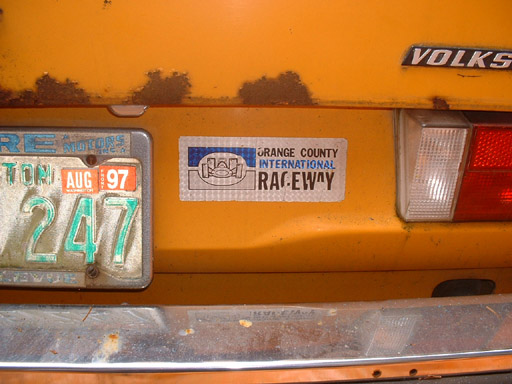 VOLKS
RE
MOTORS
TON
AUG 97
247
ORANGE COUNTY
INTERNATIONAL
RACEWAY